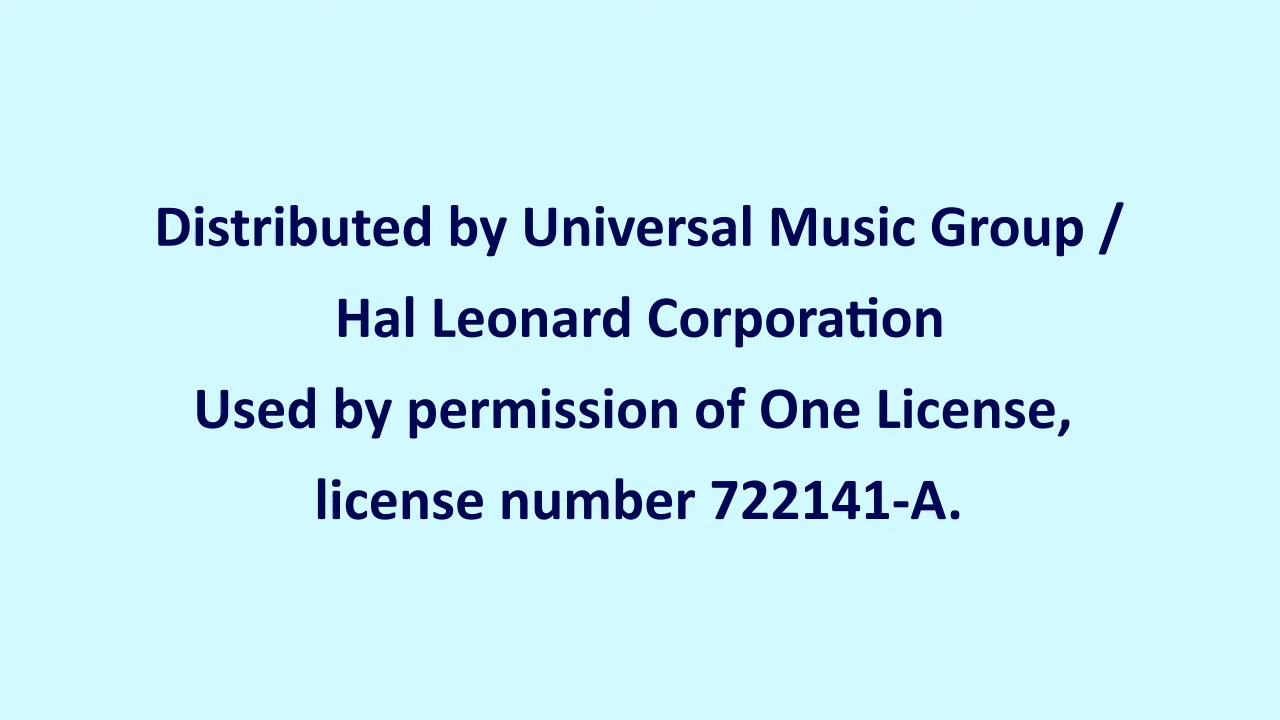 Distributed by Universal Music Group /
Hal Leonard Corporation
Used by permission of One License,
license number 722141-A.